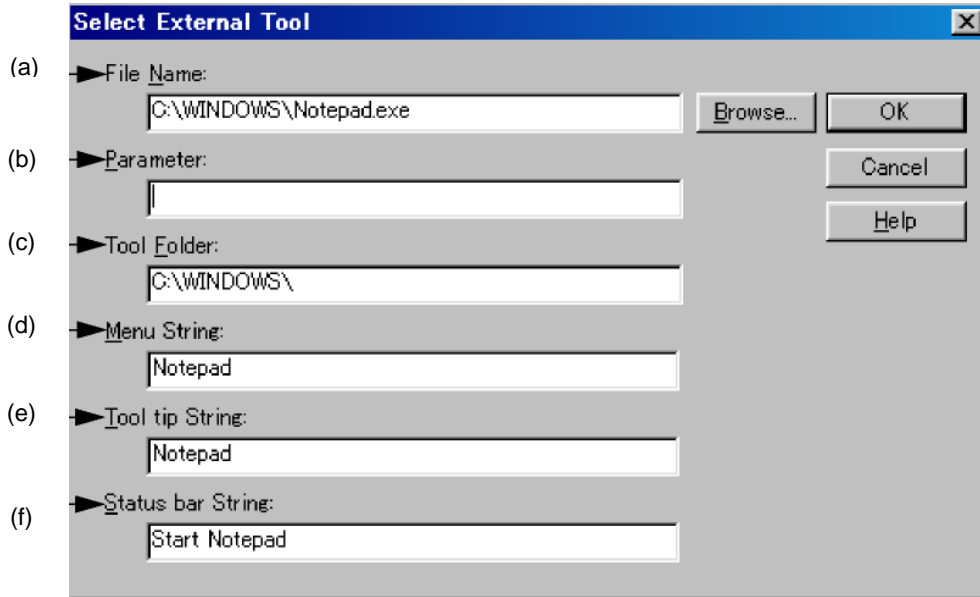 Select External Tool
(a) File Name:
C:\WINDOWS\Notepad.exe Browse... OK
(b) Parameter:
Cancel
Help
(c) Tool Folder:
C:\WINDOWS\
(d) Menu String:
Notepad
(e) Tool tip String:
Notepad
(f) Status bar String:
Start Notepad